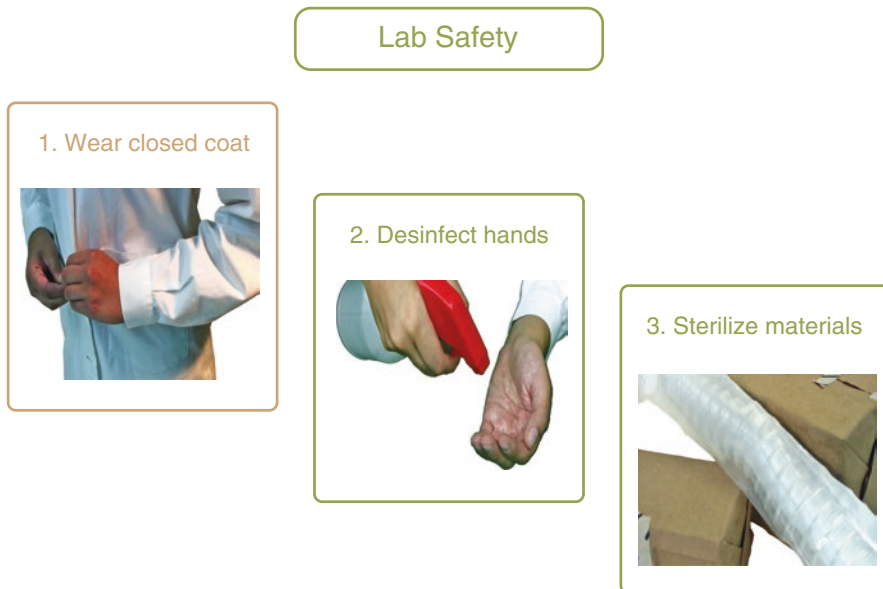 Lab Safety
1. Wear closed coat
2. Desinfect hands
3. Sterilize materials